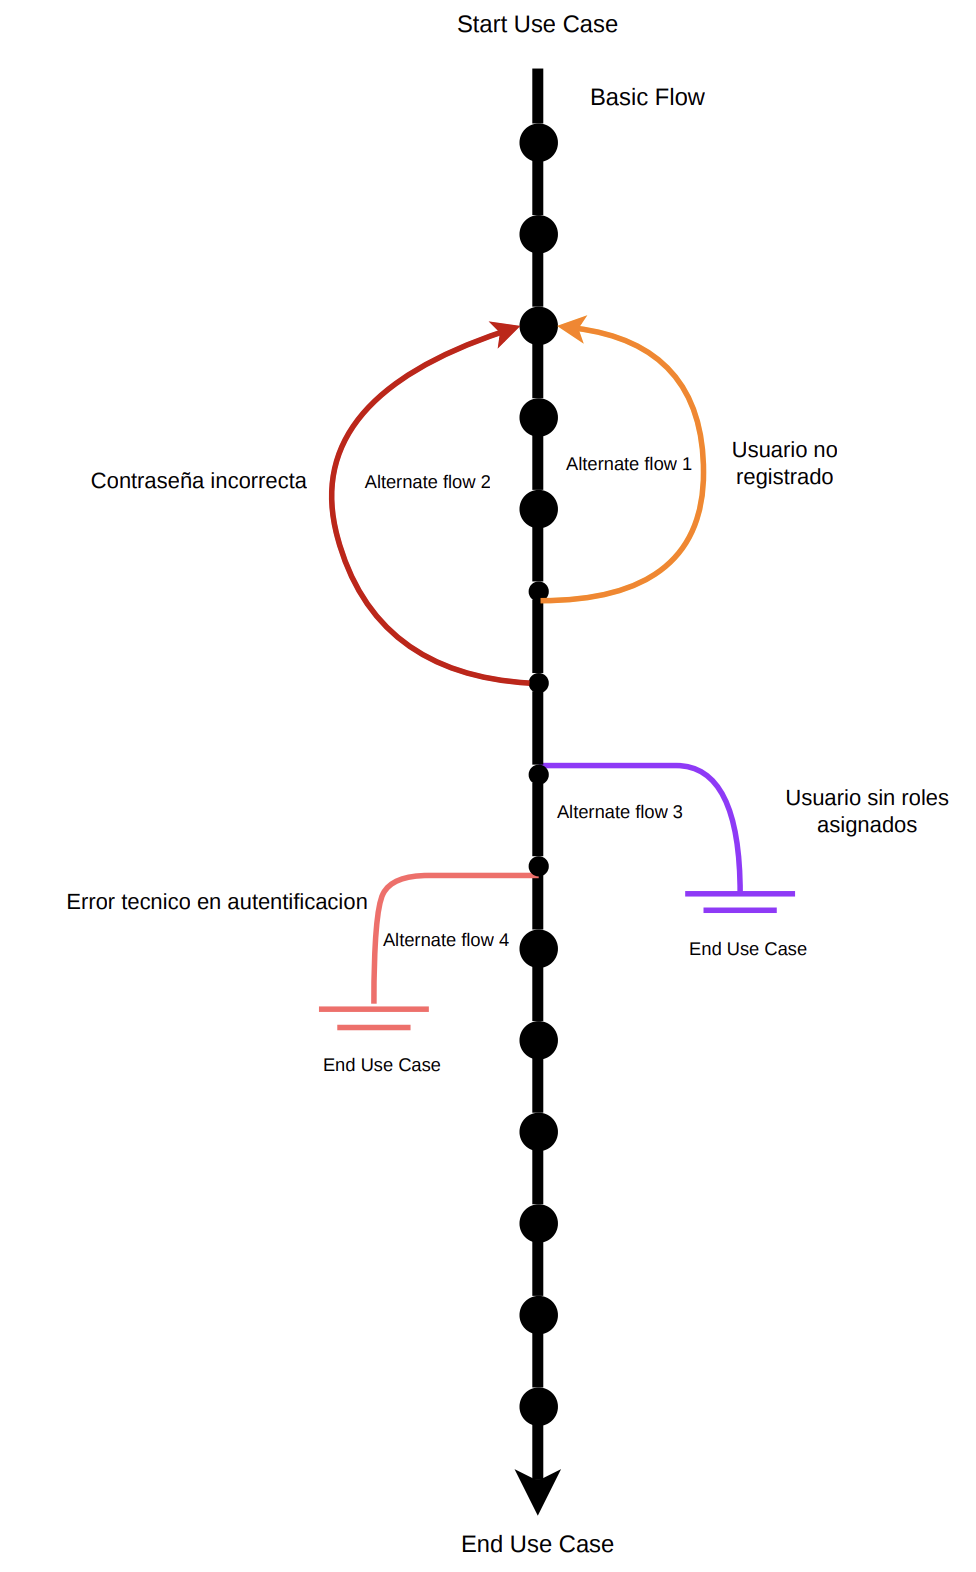 Start Use Case
Basic Flow
Usuario no
registrado
Alternate flow 1
Contraseña incorrecta
Alternate flow 2
Usuario sin roles
asignados
Alternate flow 3
Error tecnico en autentificacion
Alternate flow 4
End Use Case
End Use Case
End Use Case